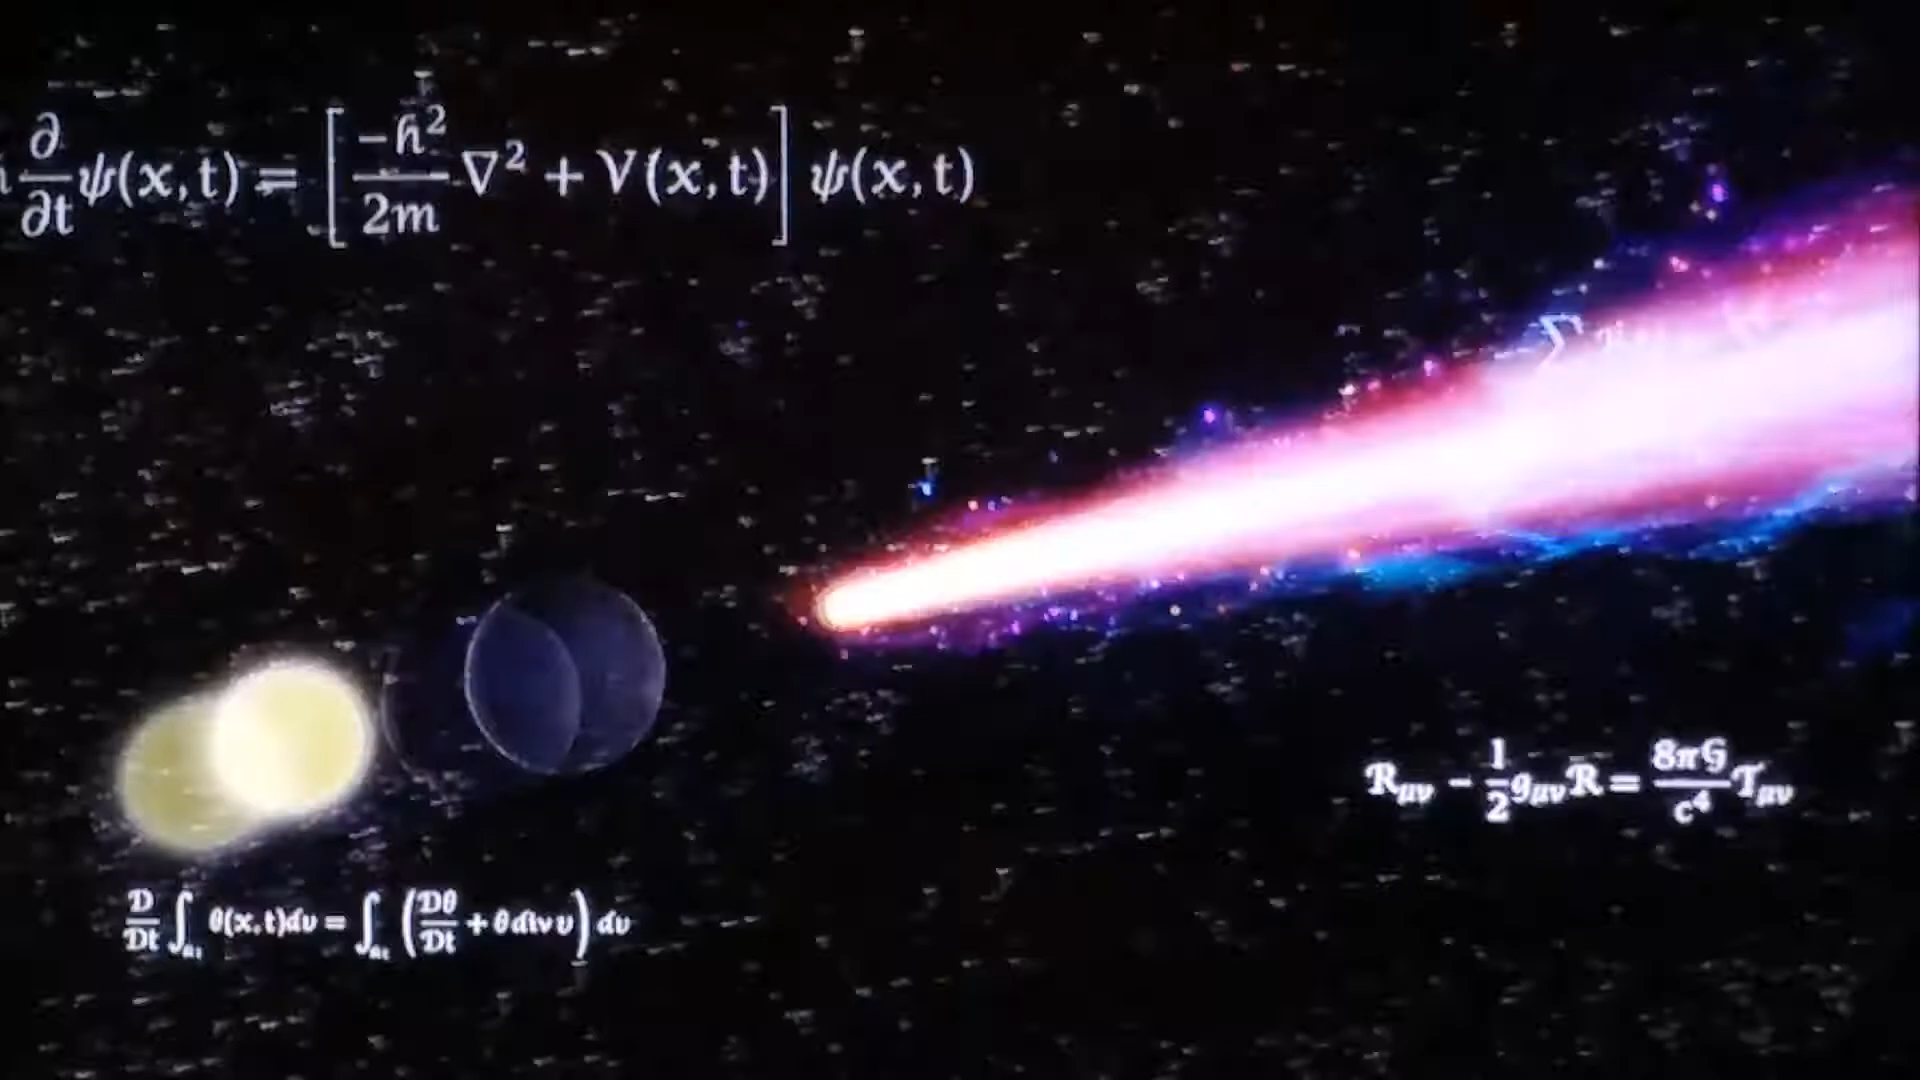 ∂/∂t ψ(x,t) = [-ℏ²/2m ∇² + V(x,t)] ψ(x,t)
∑
R_μν - 1/2 g_μν R = 8πG/c⁴ T_μν
D/Dt ∫ θ(x,t)dv = ∫ (Dθ/Dt + θ div v) dv